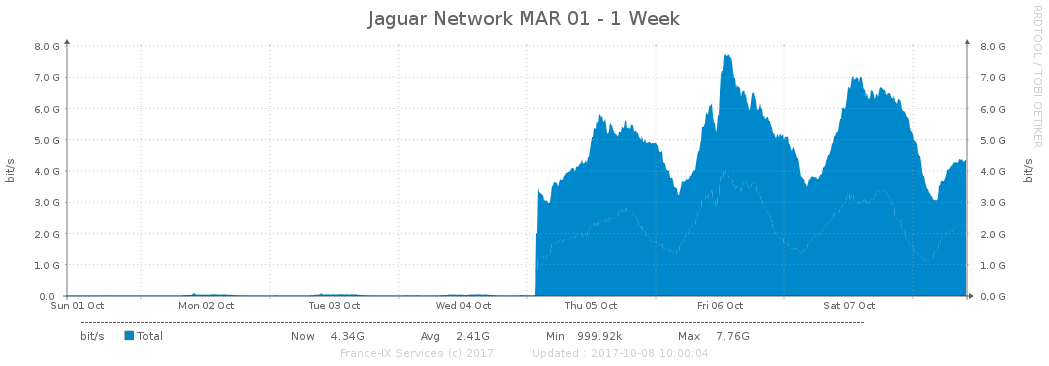 Jaguar Network MAR 01 - 1 Week
RRDTOOL / TOBI OETIKER
bit/s
8.0 G 8.0 G
7.0 G 7.0 G
6.0 G 6.0 G
5.0 G 5.0 G
4.0 G 4.0 G
3.0 G 3.0 G
2.0 G 2.0 G
1.0 G 1.0 G
0.0 0.0 G
bit/s
Sun 01 Oct Mon 02 Oct Tue 03 Oct Wed 04 Oct Thu 05 Oct Fri 06 Oct Sat 07 Oct
bit/s Total Now 4.34G Avg 2.41G Min 999.92k Max 7.76G
France-IX Services (c) 2017 Updated : 2017-10-08 10:00:04